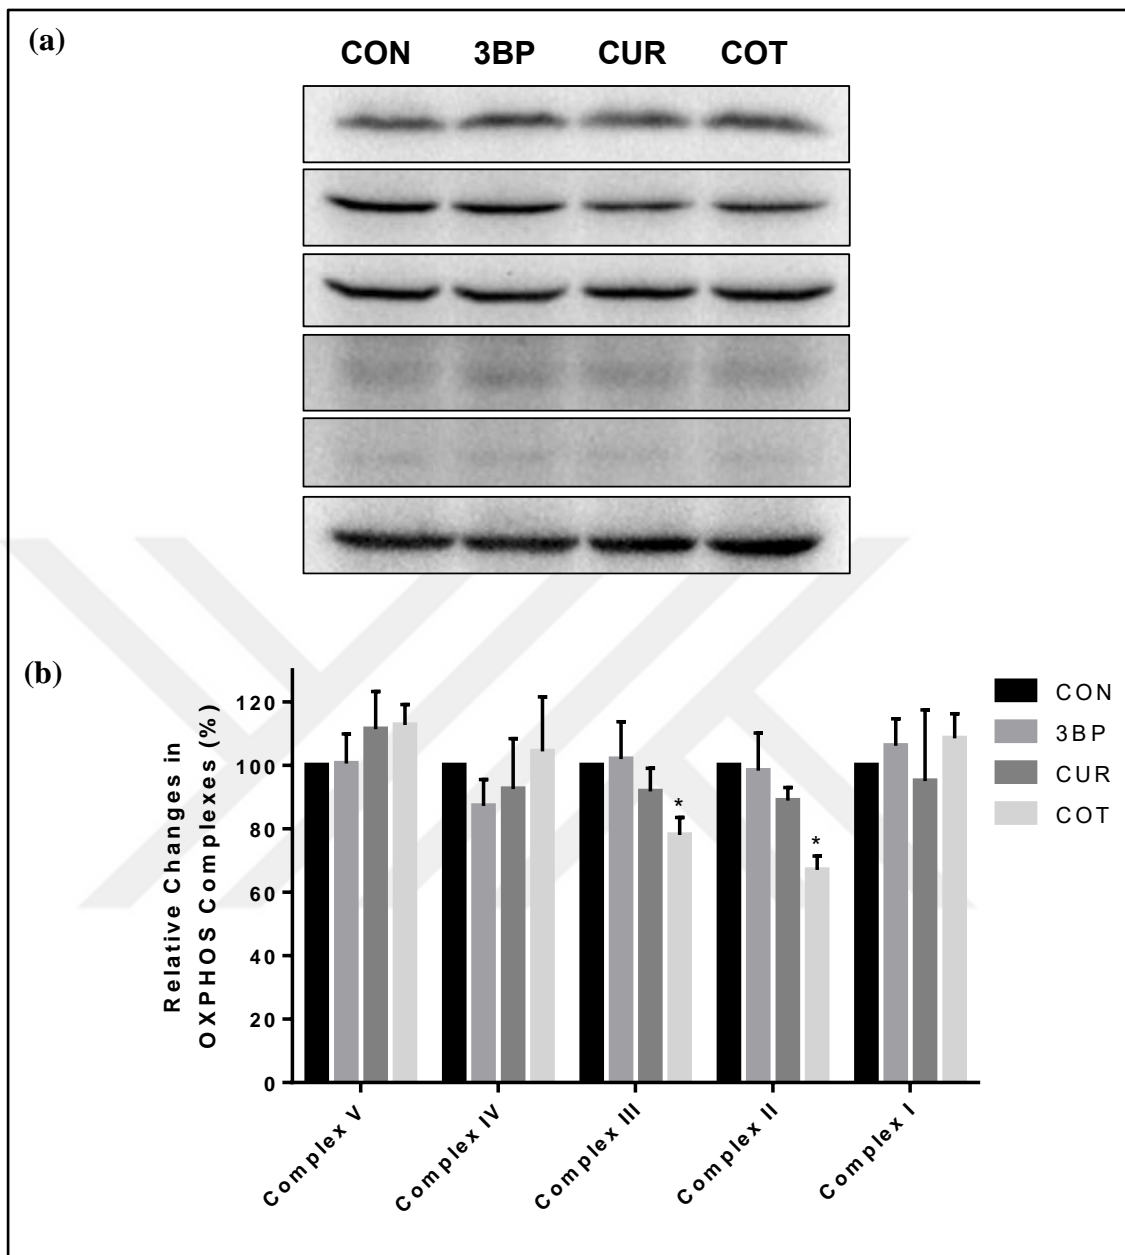 (a)
CON 3BP CUR COT
(b)
Relative Changes in
OXPHOS Complexes (%)
120
100
80
60
40
20
0
*
*
Complex V
Complex IV
Complex III
Complex II
Complex I
CON
3BP
CUR
COT